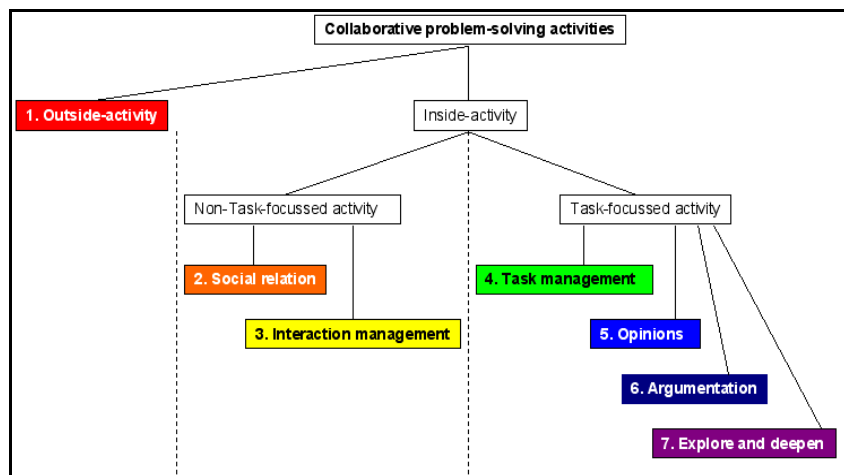 Collaborative problem-solving activities
1. Outside-activity
Inside-activity
Non-Task-focussed activity
Task-focussed activity
2. Social relation
4. Task management
3. Interaction management
5. Opinions
6. Argumentation
7. Explore and deepen